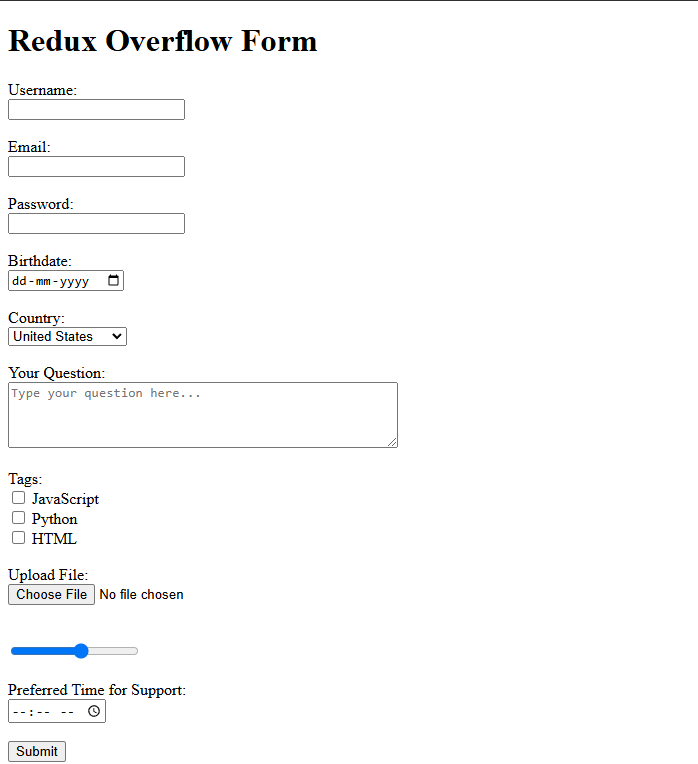 Redux Overflow Form
Username:
Email:
Password:
Birthdate:
dd-mm-yyyy
Country:
United States
Your Question:
Type your question here...
Tags:
JavaScript
Python
HTML
Upload File:
Choose File No file chosen
Preferred Time for Support:
--:-- --
Submit